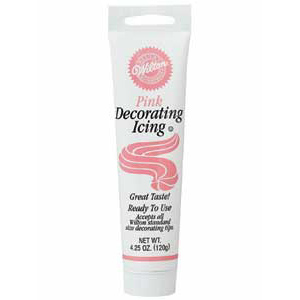 Wilton
Pink
Decorating
Icing
Great Taste!
Ready To Use
Accepts all
Wilton standard
size decorating tips.
NET WT.
4.25 OZ. (120g)